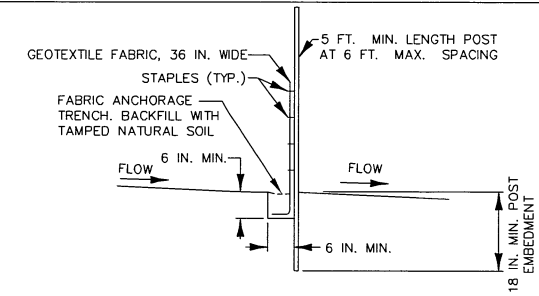 5 FT. MIN. LENGTH POST
AT 6 FT. MAX. SPACING
GEOTEXTILE FABRIC, 36 IN. WIDE
STAPLES (TYP.)
FABRIC ANCHORAGE
TRENCH. BACKFILL WITH
TAMPED NATURAL SOIL
6 IN. MIN.
FLOW
FLOW
6 IN. MIN.
18 IN. MIN. POST
EMBEDMENT